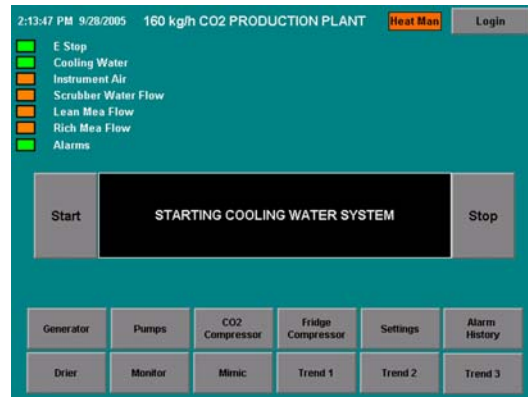 2:13:47 PM 9/28/2005 160 kg/h CO2 PRODUCTION PLANT Heat Man Login
E Stop
Cooling Water
Instrument Air
Scrubber Water Flow
Lean Mea Flow
Rich Mea Flow
Alarms
Start STARTING COOLING WATER SYSTEM Stop
Generator Pumps CO2 Compressor Fridge Compressor Settings Alarm History
Drier Monitor Mimic Trend 1 Trend 2 Trend 3